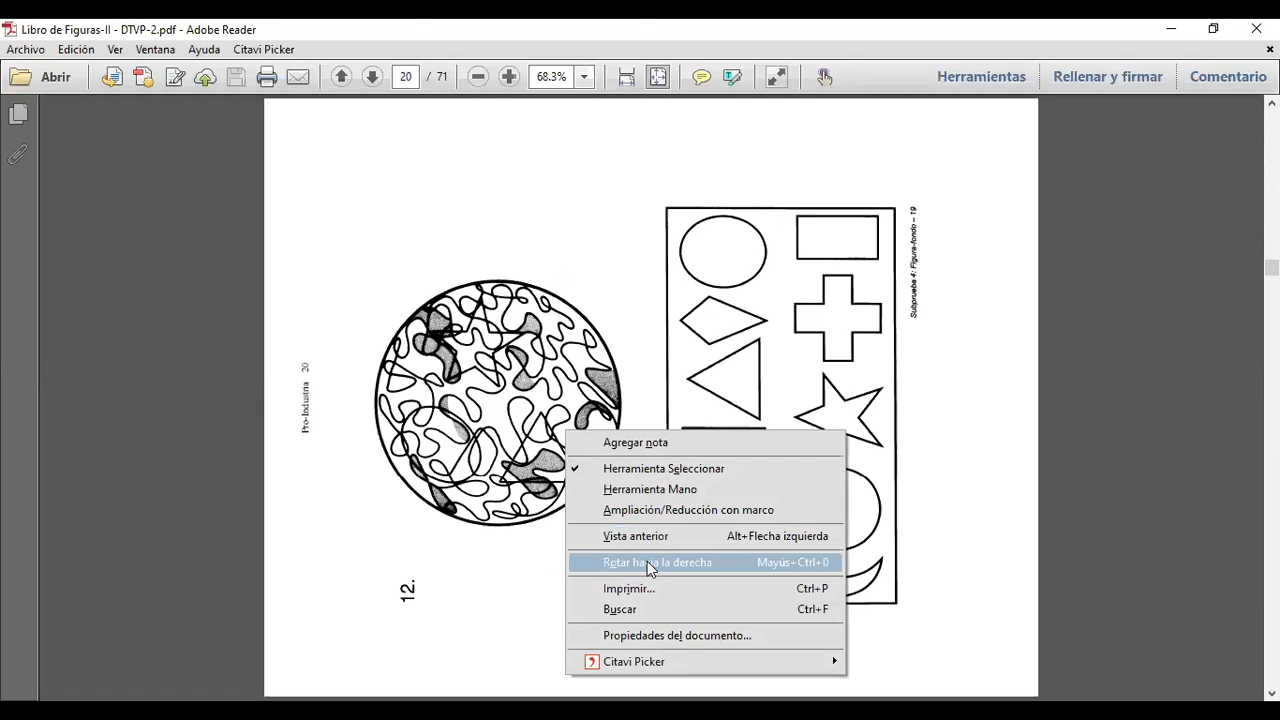 Libro de Figuras-II - DTVP-2.pdf - Adobe Reader
Archivo Edición Ver Ventana Ayuda Citavi Picker
Abrir 20 / 71 68.3% Herramientas Rellenar y firmar Comentario
Subprueba 4: Figura-fondo – 19
Pro-Industria 20
12.
Agregar nota
Herramienta Seleccionar
Herramienta Mano
Ampliación/Reducción con marco
Vista anterior Alt+Flecha izquierda
Rotar hacia la derecha Mayús+Ctrl+0
Imprimir... Ctrl+P
Buscar Ctrl+F
Propiedades del documento...
Citavi Picker